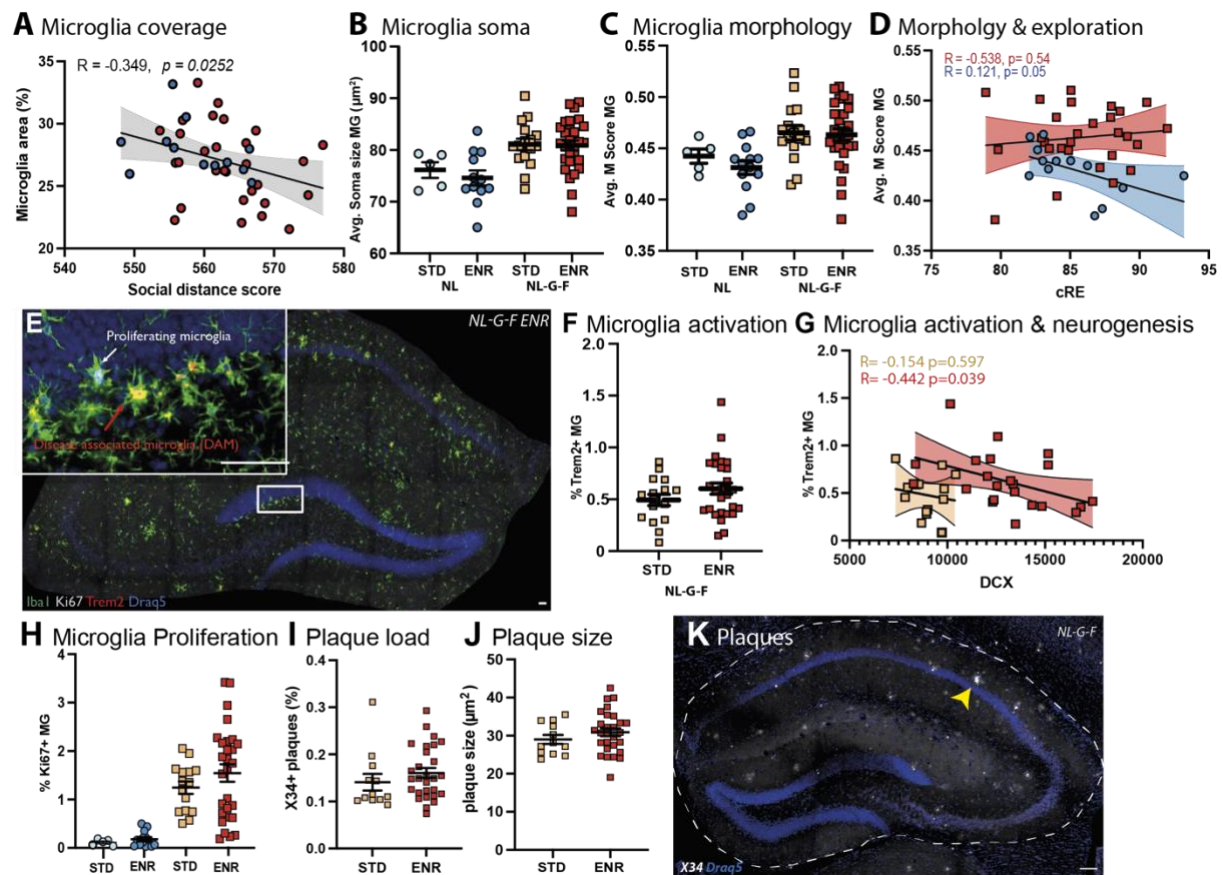 A Microglia coverage
R = -0.349, p = 0.0252
Microglia area (%)
35
30
25
20
540 550 560 570 580
Social distance score
B Microglia soma
Avg. Soma size MG (µm²)
100
90
80
70
60
STD ENR STD ENR
NL NL-G-F
C Microglia morphology
Avg. M Score MG
0.55
0.50
0.45
0.40
0.35
STD ENR STD ENR
NL NL-G-F
D Morpholgy & exploration
R = -0.538, p= 0.54
R = 0.121, p= 0.05
Avg. M Score MG
0.55
0.50
0.45
0.40
0.35
75 80 85 90 95
cRE
E
NL-G-F ENR
Proliferating microglia
Disease associated microglia (DAM)
Iba1 Ki67 Trem2 Draq5
F Microglia activation
% Trem2+ MG
2.0
1.5
1.0
0.5
0
STD ENR
NL-G-F
G Microglia activation & neurogenesis
R= -0.154 p=0.597
R= -0.442 p=0.039
% Trem2+ MG
2.0
1.5
1.0
0.5
0.0
5000 10000 15000 20000
DCX
H Microglia Proliferation
% Ki67+ MG
4
3
2
1
0
STD ENR STD ENR
I Plaque load
X34+ plaques (%)
0.4
0.3
0.2
0.1
0.0
STD ENR
J Plaque size
plaque size (µm²)
50
40
30
20
10
0
STD ENR
K Plaques
NL-G-F
X34 Draq5